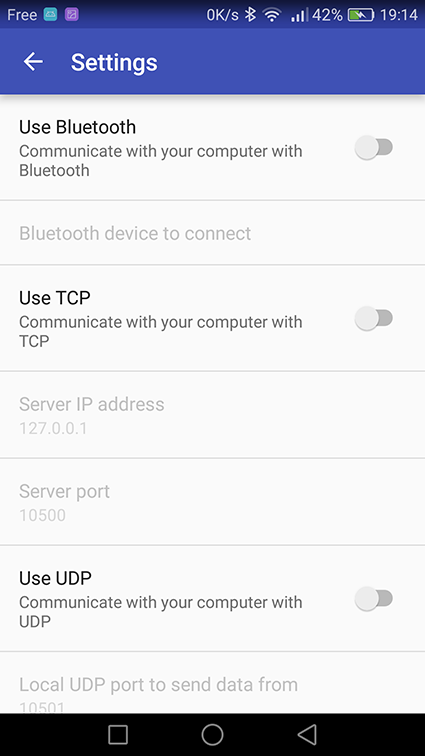 Free 0K/s 42% 19:14
Settings
Use Bluetooth
Communicate with your computer with
Bluetooth
Bluetooth device to connect
Use TCP
Communicate with your computer with
TCP
Server IP address
127.0.0.1
Server port
10500
Use UDP
Communicate with your computer with
UDP
Local UDP port to send data from
10501